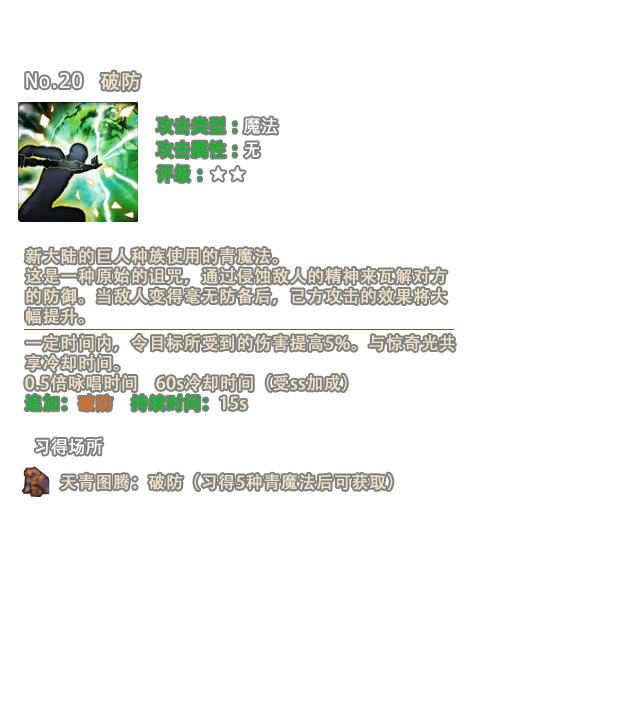 No.20 破防
攻击类型：魔法
攻击属性：无
评级：★★
新大陆的巨人种族使用的青魔法。
这是一种原始的诅咒，通过侵蚀敌人的精神来瓦解对方
的防御。当敌人变得毫无防备后，己方攻击的效果将大
幅提升。
一定时间内，令目标所受到的伤害提高5%。与惊奇光共
享冷却时间。
0.5倍咏唱时间 60s冷却时间（受ss加成）
追加：破防 持续时间：15s
习得场所
天青图腾：破防（习得5种青魔法后可获取）